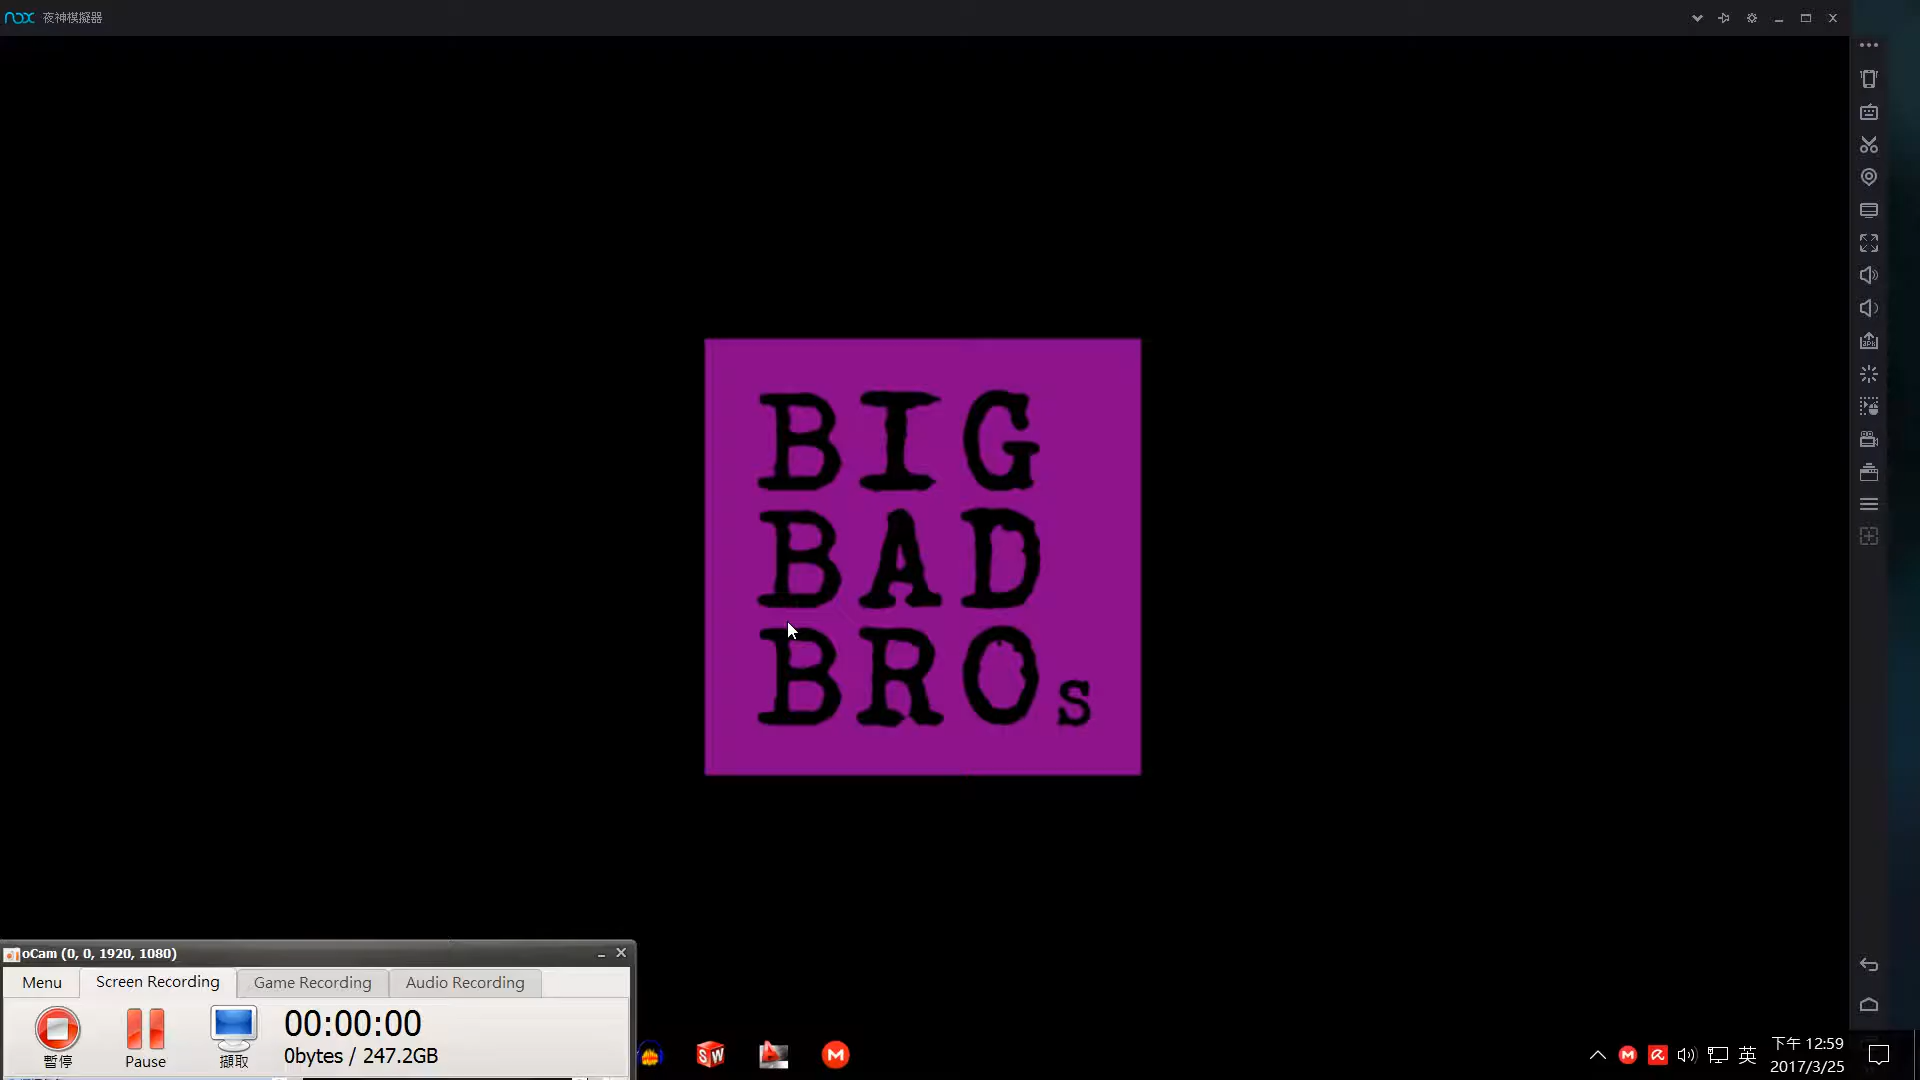 nox 夜神模擬器
BIG
BAD
BROs
oCam (0, 0, 1920, 1080)
Menu Screen Recording Game Recording Audio Recording
00:00:00
0bytes / 247.2GB
暫停 Pause 擷取
SW
M
M
英
下午 12:59
2017/3/25